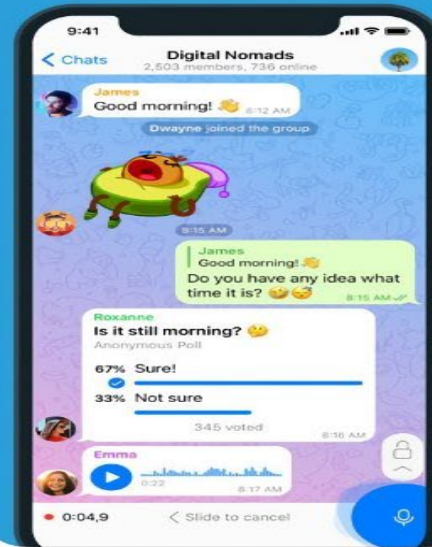 9:41
Chats
Digital Nomads
2,503 members, 736 online
James
Good morning! 👋 8:12 AM
Dwayne joined the group
8:15 AM
James
Good morning! 👋
Do you have any idea what
time it is? 🥱😴 8:15 AM
Roxanne
Is it still morning? 🤔
Anonymous Poll
67% Sure!
33% Not sure
345 voted
8:16 AM
Emma
0:22 8:17 AM
0:04,9 Slide to cancel